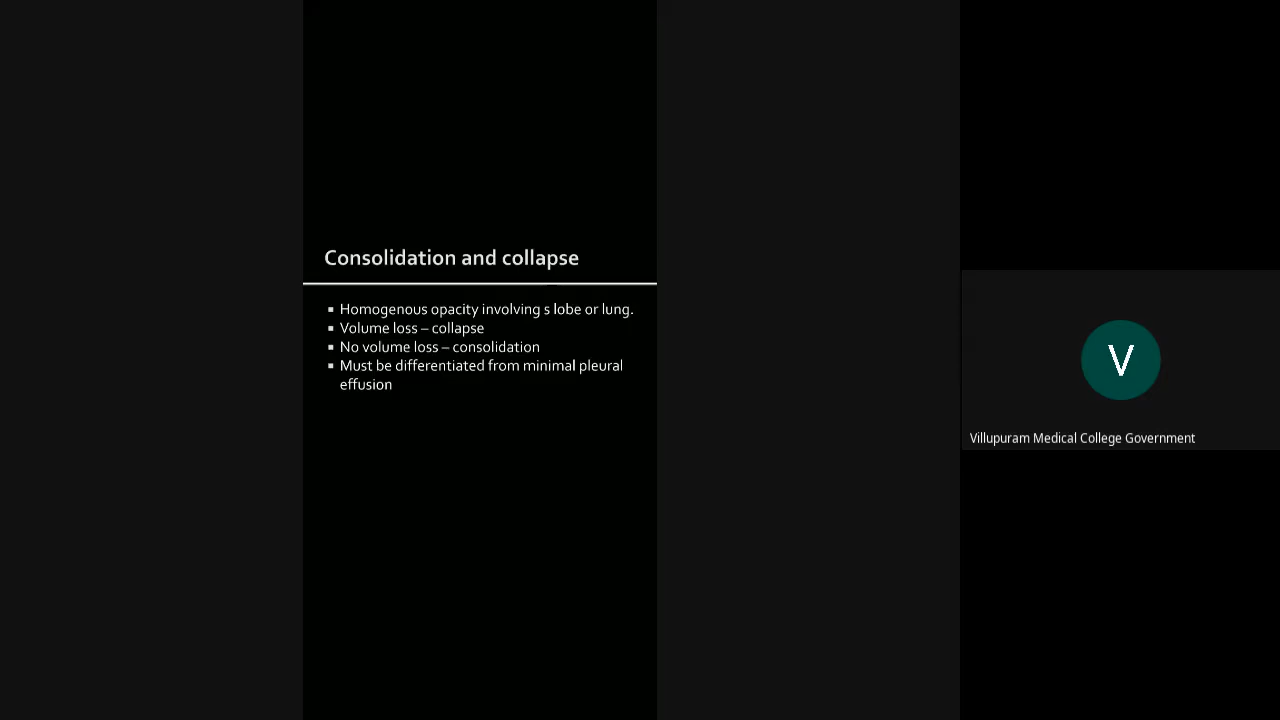 Consolidation and collapse
▪ Homogenous opacity involving s lobe or lung.
▪ Volume loss – collapse
▪ No volume loss – consolidation
▪ Must be differentiated from minimal pleural
effusion
V
Villupuram Medical College Government